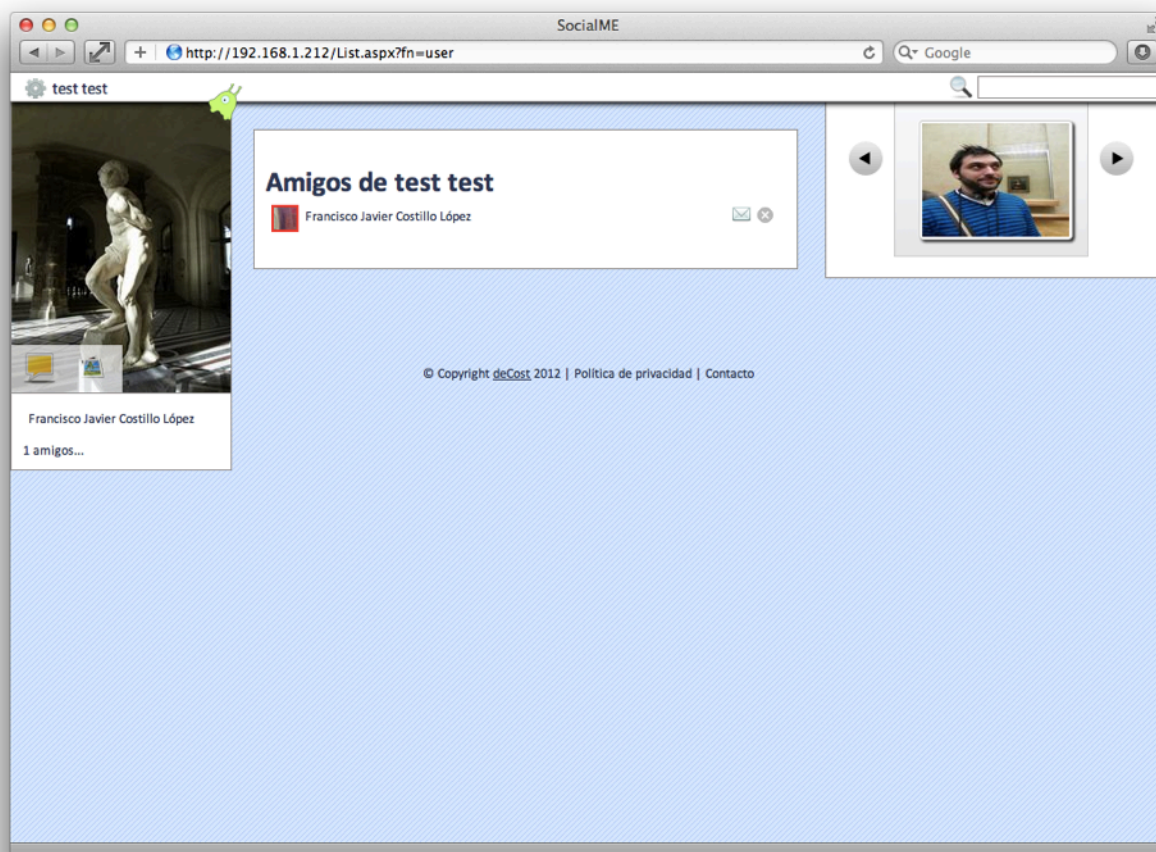 SocialME
http://192.168.1.212/List.aspx?fn=user
Google
test test
Amigos de test test
Francisco Javier Costillo López
© Copyright deCost 2012 | Política de privacidad | Contacto
Francisco Javier Costillo López
1 amigos...